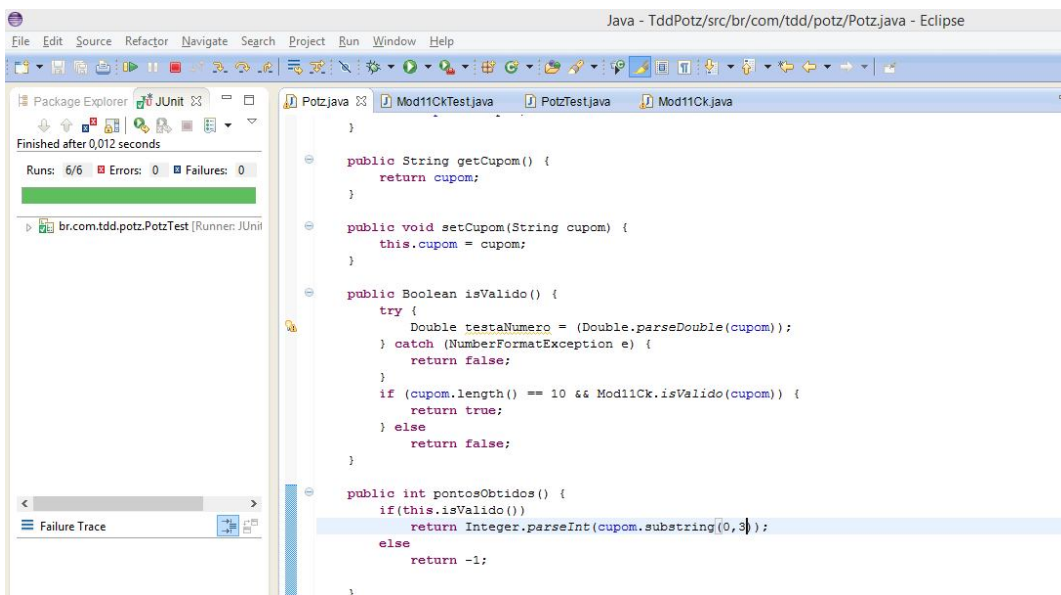 Java - TddPotz/src/br/com/tdd/potz/Potz.java - Eclipse
File Edit Source Refactor Navigate Search Project Run Window Help
Package Explorer JUnit
Finished after 0,012 seconds
Runs: 6/6 Errors: 0 Failures: 0
br.com.tdd.potz.PotzTest [Runner: JUnit
Failure Trace
Potz.java Mod11CkTest.java PotzTest.java Mod11Ck.java
}
public String getCupom() {
return cupom;
}
public void setCupom(String cupom) {
this.cupom = cupom;
}
public Boolean isValido() {
try {
Double testaNumero = (Double.parseDouble(cupom));
} catch (NumberFormatException e) {
return false;
}
if (cupom.length() == 10 && Mod11Ck.isValido(cupom)) {
return true;
} else
return false;
}
public int pontosObtidos() {
if(this.isValido())
return Integer.parseInt(cupom.substring(0,3));
else
return -1;
}